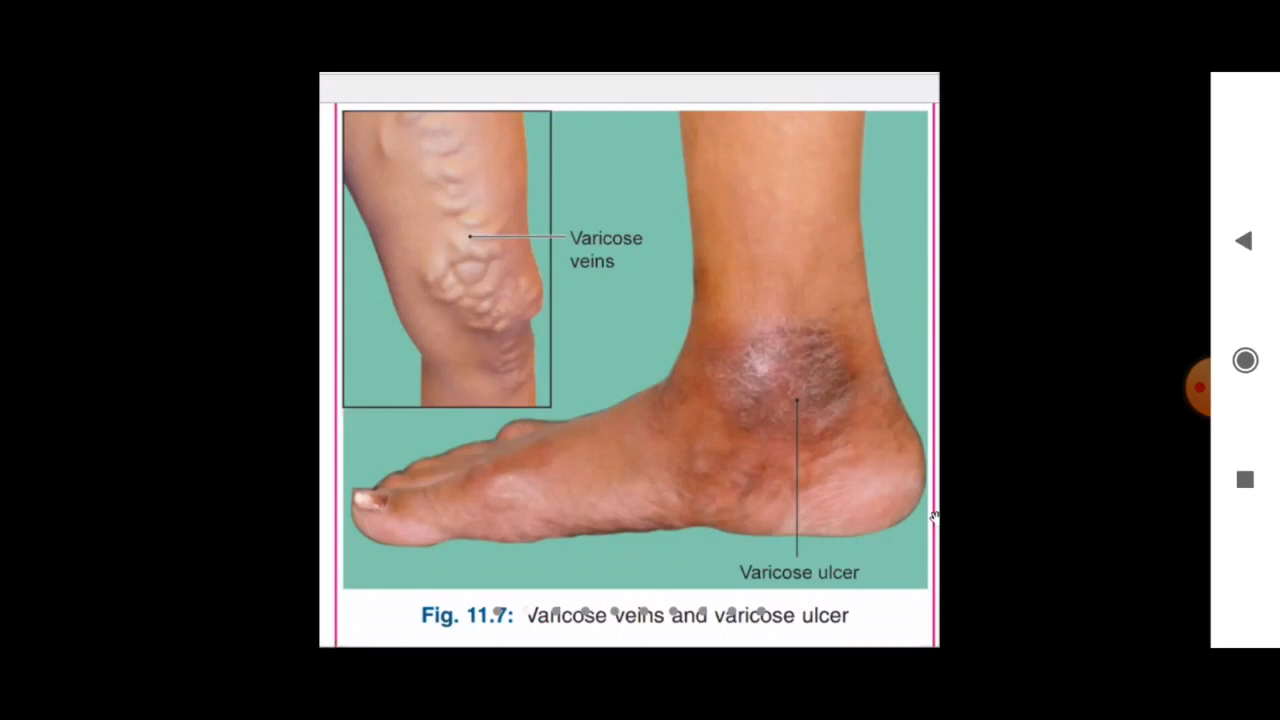 Varicose
veins
Varicose ulcer
Fig. 11.7: Varicose veins and varicose ulcer